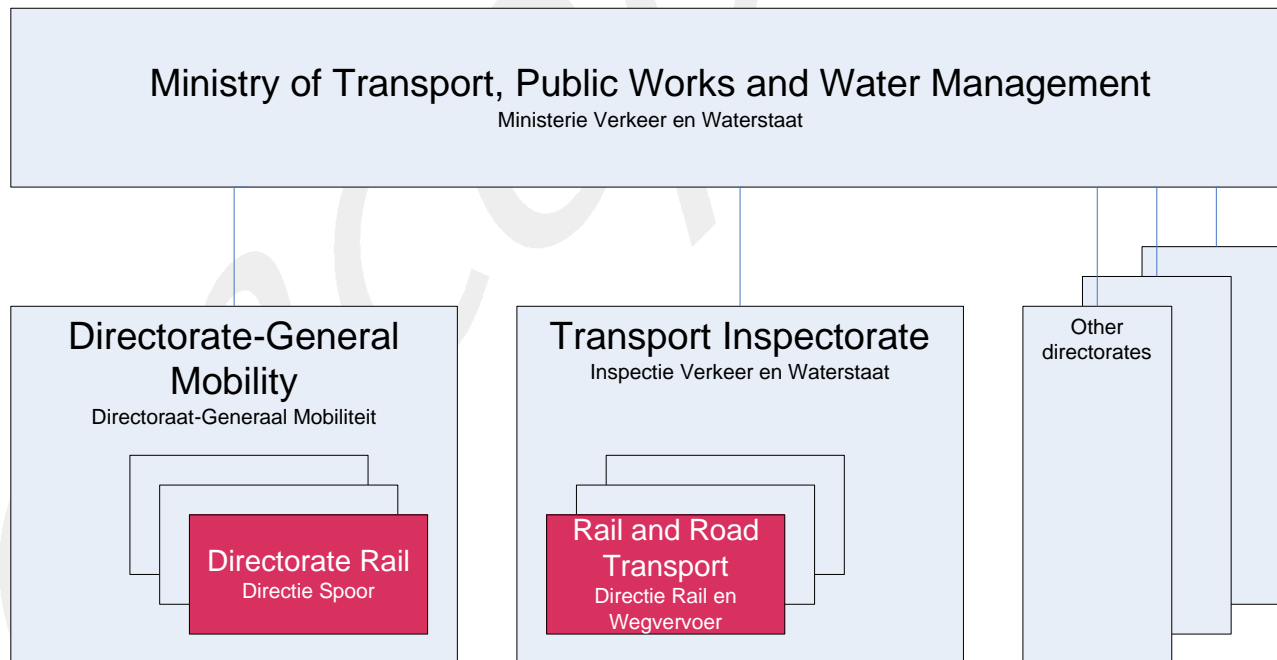 Ministry of Transport, Public Works and Water Management
Ministerie Verkeer en Waterstaat
Directorate-General
Mobility
Directoraat-Generaal Mobiliteit
Directorate Rail
Directie Spoor
Transport Inspectorate
Inspectie Verkeer en Waterstaat
Rail and Road
Transport
Directie Rail en
Wegvervoer
Other
directorates